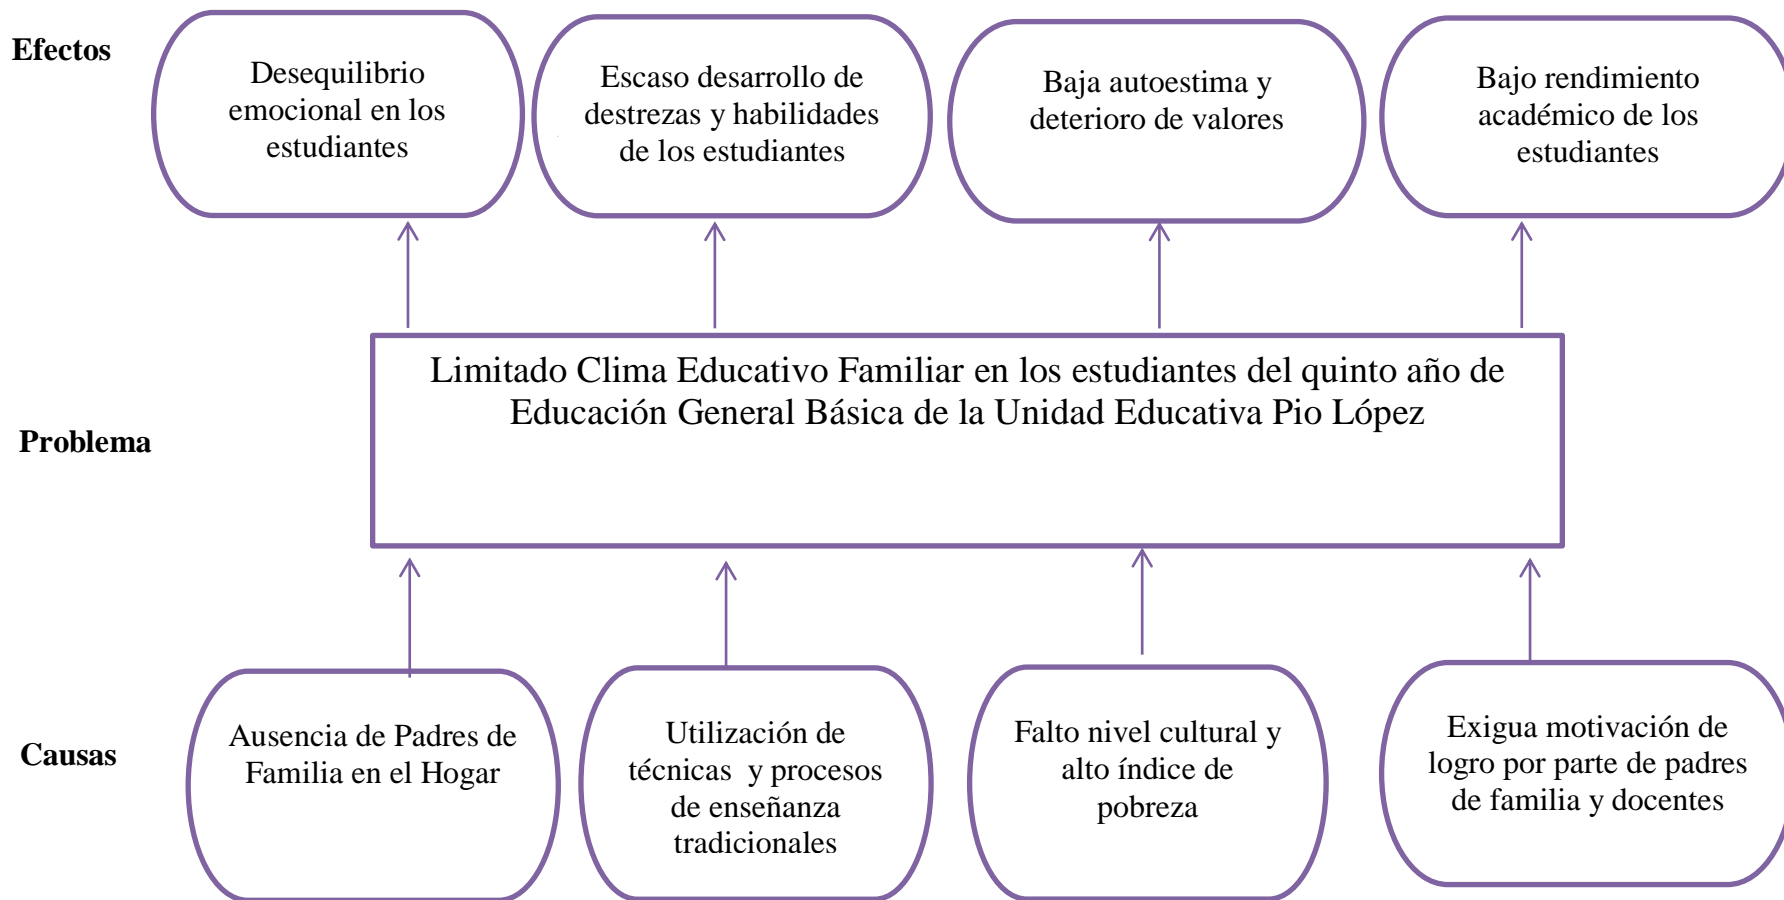 Efectos
Desequilibrio
emocional en los
estudiantes
Escaso desarrollo de
destrezas y habilidades
de los estudiantes
Baja autoestima y
deterioro de valores
Bajo rendimiento
académico de los
estudiantes
Problema
Limitado Clima Educativo Familiar en los estudiantes del quinto año de
Educación General Básica de la Unidad Educativa Pio López
Causas
Ausencia de Padres de
Familia en el Hogar
Utilización de
técnicas y procesos
de enseñanza
tradicionales
Falto nivel cultural y
alto índice de
pobreza
Exigua motivación de
logro por parte de padres
de familia y docentes